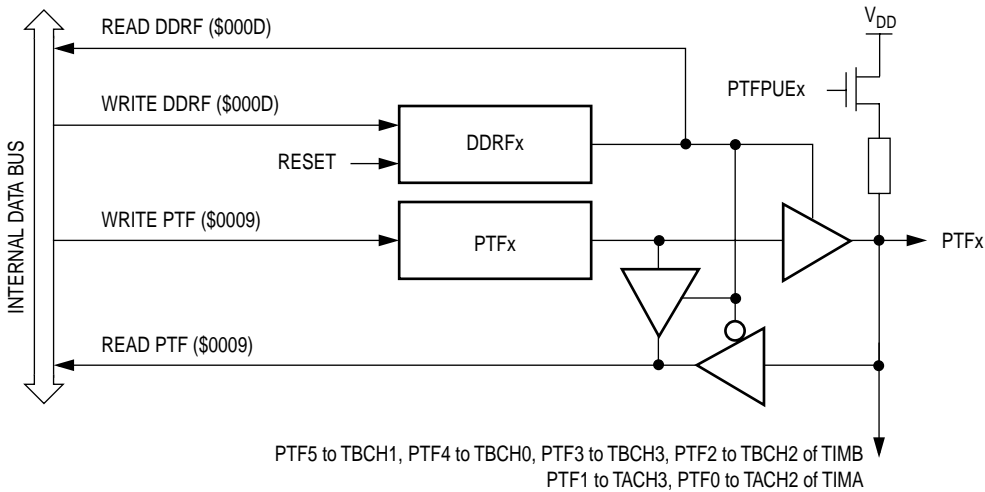 READ DDRF ($000D)
V_DD
PTFPUEx
WRITE DDRF ($000D)
DDRFx
RESET
WRITE PTF ($0009)
PTFx
PTFx
READ PTF ($0009)
INTERNAL DATA BUS
PTF5 to TBCH1, PTF4 to TBCH0, PTF3 to TBCH3, PTF2 to TBCH2 of TIMB
PTF1 to TACH3, PTF0 to TACH2 of TIMA